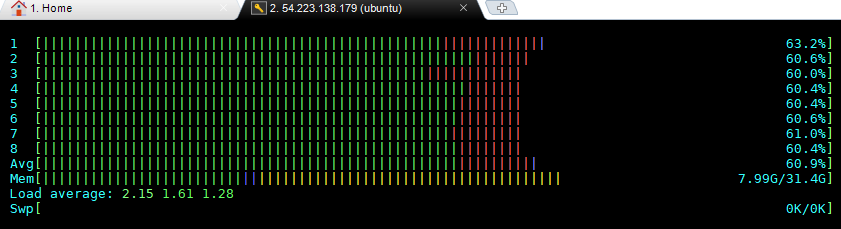 1. Home
2. 54.223.138.179 (ubuntu)
1 [ 63.2%]
2 [ 60.6%]
3 [ 60.0%]
4 [ 60.4%]
5 [ 60.4%]
6 [ 60.6%]
7 [ 61.0%]
8 [ 60.4%]
Avg[ 60.9%]
Mem[ 7.99G/31.4G]
Load average: 2.15 1.61 1.28
Swp[ 0K/0K]